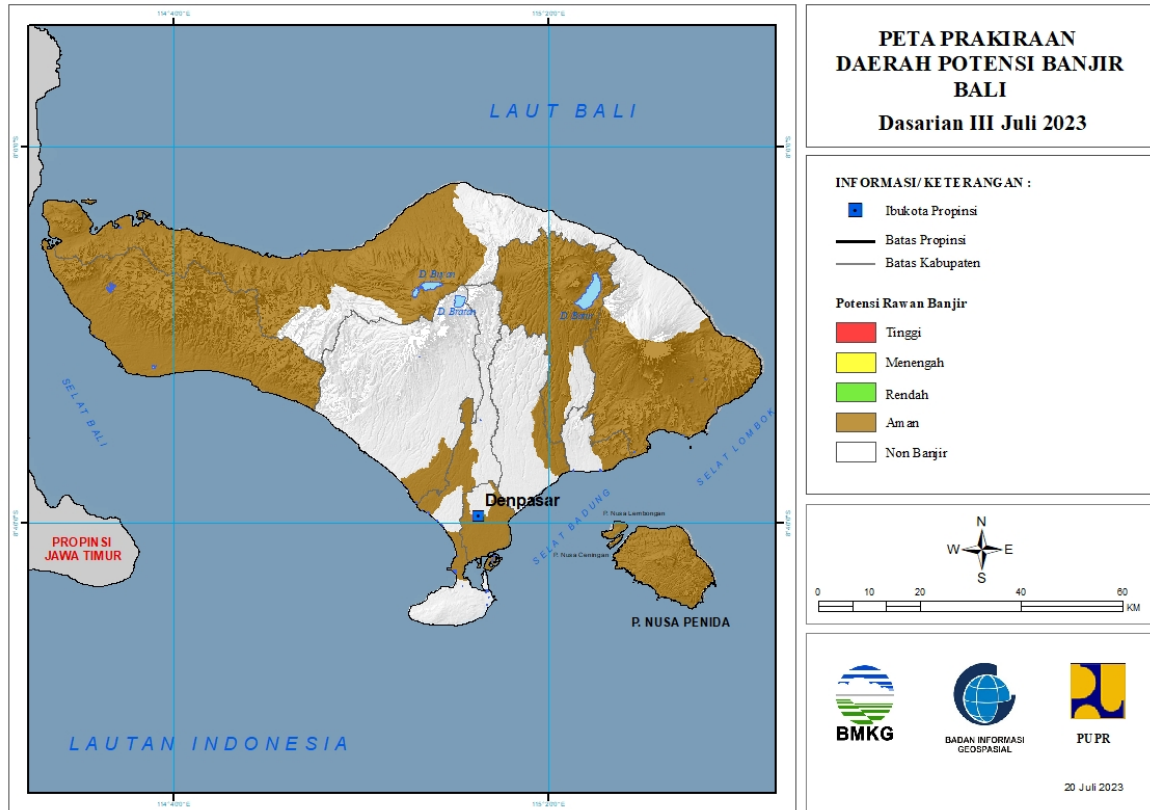 PETA PRAKIRAAN
DAERAH POTENSI BANJIR
BALI
Dasarian III Juli 2023
INFORMASI/ KETERANGAN :
Ibukota Propinsi
Batas Propinsi
Batas Kabupaten
Potensi Rawan Banjir
Tinggi
Menengah
Rendah
Aman
Non Banjir
N
W E
S
0 10 20 40 60
KM
BMKG
BADAN INFORMASI
GEOSPASIAL
PUPR
20 Juli 2023
114°40'0"E
LAUT BALI
D. Buyan
D. Bratan
D. Batur
SELAT BALI
SELAT LOMBOK
Denpasar
SELAT BADUNG
P. Nusa Lembongan
P. Nusa Ceningan
PROPINSI
JAWA TIMUR
P. NUSA PENIDA
LAUTAN INDONESIA